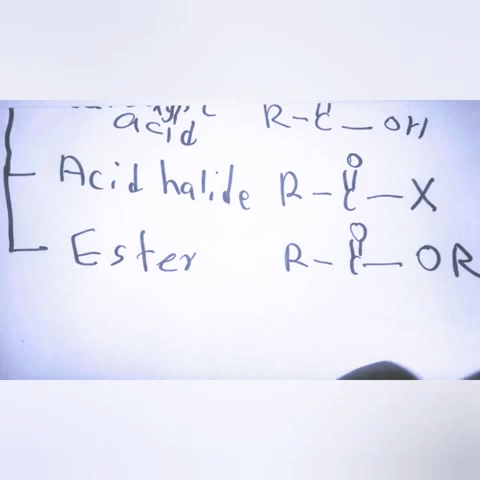 acid R-C-OH
Acid halide R-C-X
O
Ester R-C-OR
O